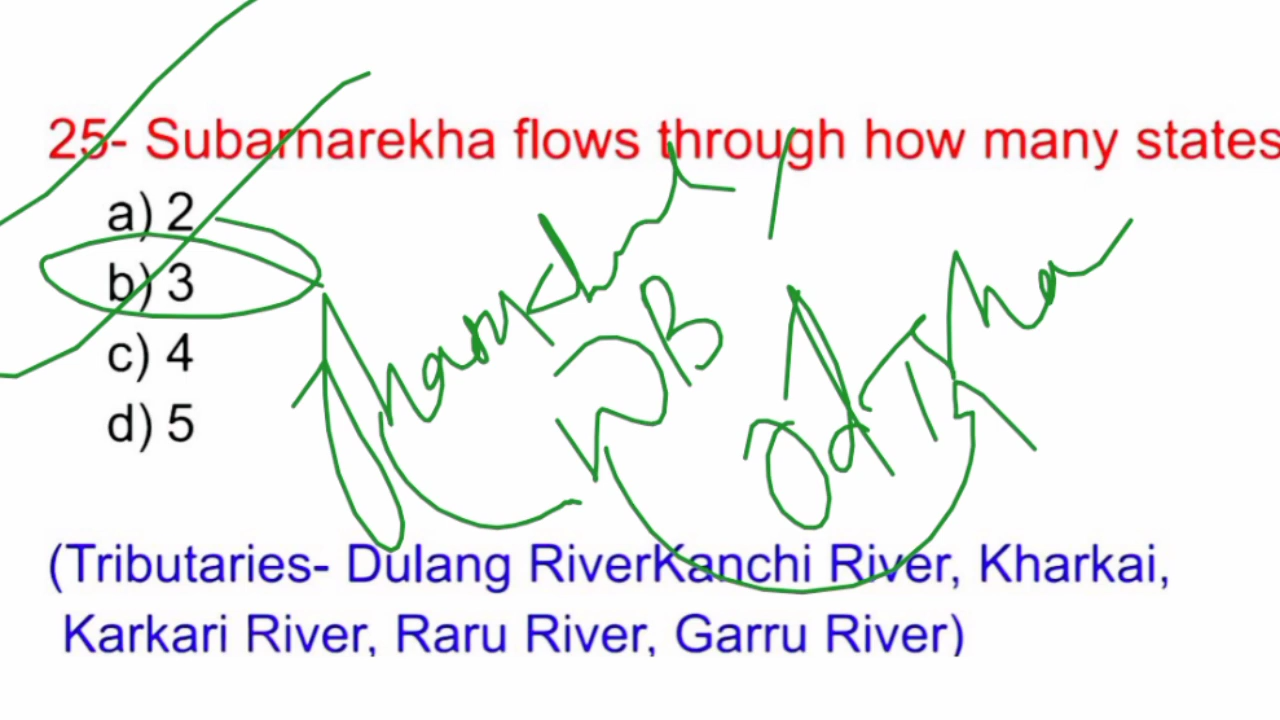 25- Subarnarekha flows through how many states
a) 2
b) 3
c) 4
d) 5
Jharkhand
WB
(Tributaries- Dulang RiverKanchi River, Kharkai,
Karkari River, Raru River, Garru River)